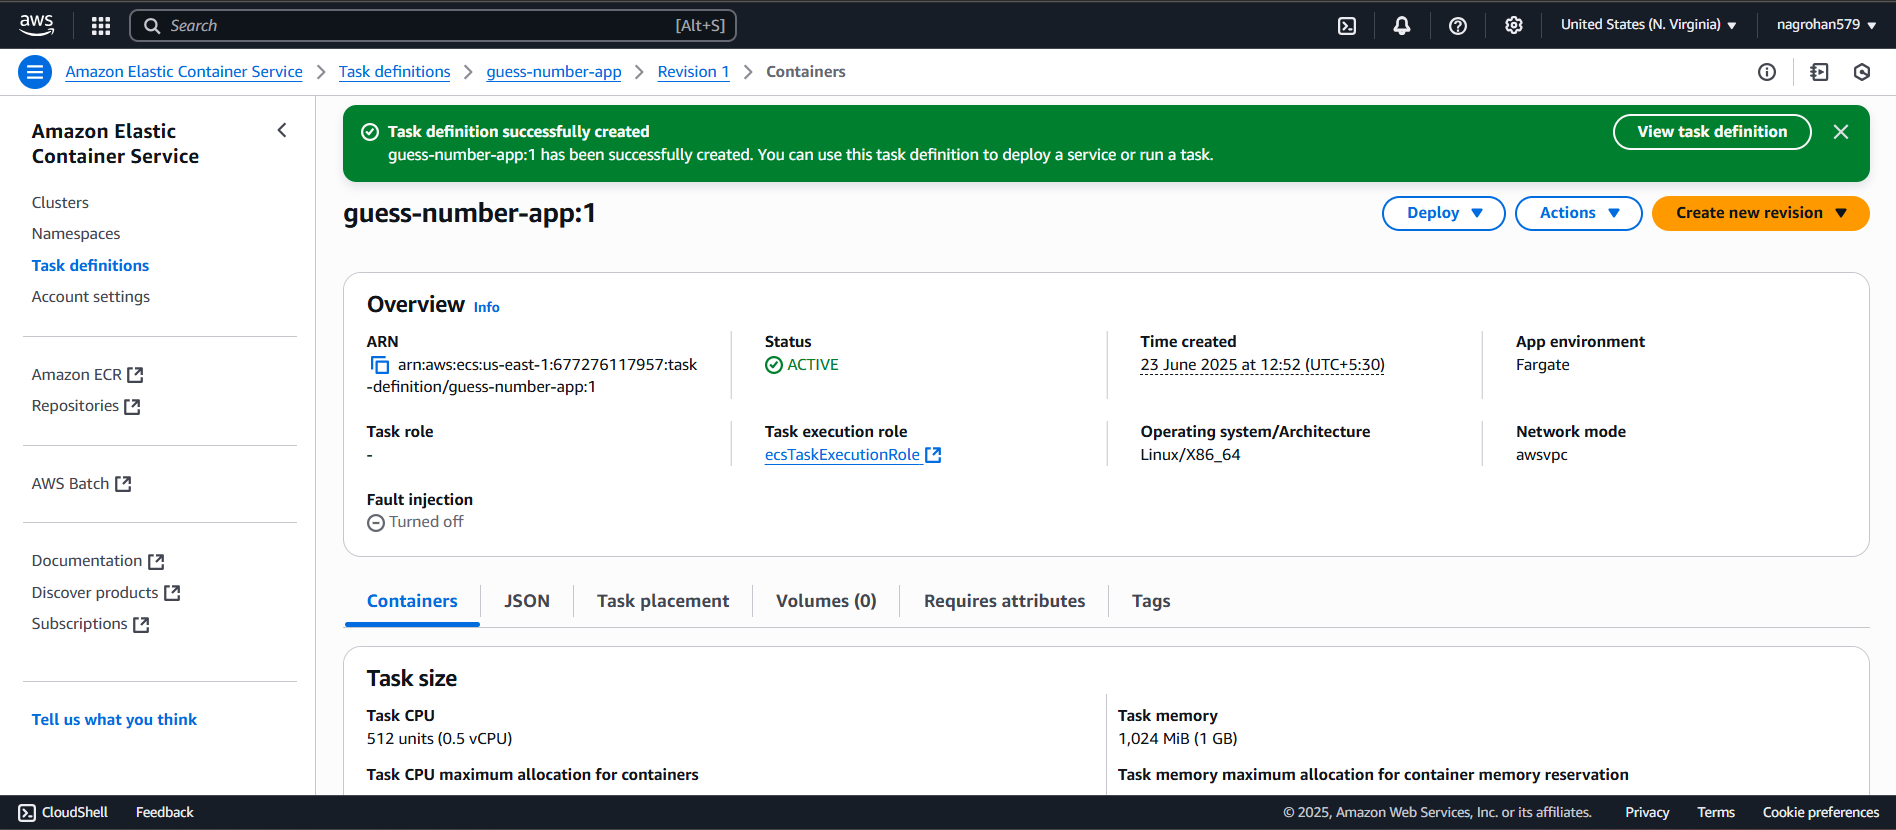 aws
Search
[Alt+S]
United States (N. Virginia)
nagrohan579
Amazon Elastic Container Service
Task definitions
guess-number-app
Revision 1
Containers
Amazon Elastic
Container Service
Clusters
Namespaces
Task definitions
Account settings
Amazon ECR
Repositories
AWS Batch
Documentation
Discover products
Subscriptions
Tell us what you think
Task definition successfully created
guess-number-app:1 has been successfully created. You can use this task definition to deploy a service or run a task.
View task definition
guess-number-app:1
Deploy
Actions
Create new revision
Overview Info
ARN
arn:aws:ecs:us-east-1:677276117957:task
-definition/guess-number-app:1
Status
ACTIVE
Time created
23 June 2025 at 12:52 (UTC+5:30)
App environment
Fargate
Task role
-
Task execution role
ecsTaskExecutionRole
Operating system/Architecture
Linux/X86_64
Network mode
awsvpc
Fault injection
Turned off
Containers
JSON
Task placement
Volumes (0)
Requires attributes
Tags
Task size
Task CPU
512 units (0.5 vCPU)
Task memory
1,024 MiB (1 GB)
Task CPU maximum allocation for containers
Task memory maximum allocation for container memory reservation
CloudShell
Feedback
© 2025, Amazon Web Services, Inc. or its affiliates.
Privacy
Terms
Cookie preferences